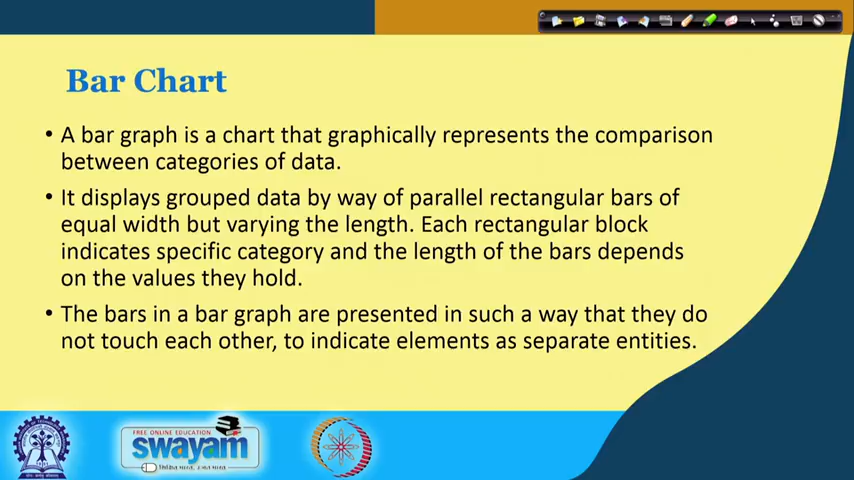 Bar Chart
• A bar graph is a chart that graphically represents the comparison
between categories of data.
• It displays grouped data by way of parallel rectangular bars of
equal width but varying the length. Each rectangular block
indicates specific category and the length of the bars depends
on the values they hold.
• The bars in a bar graph are presented in such a way that they do
not touch each other, to indicate elements as separate entities.
FREE ONLINE EDUCATION
swayam